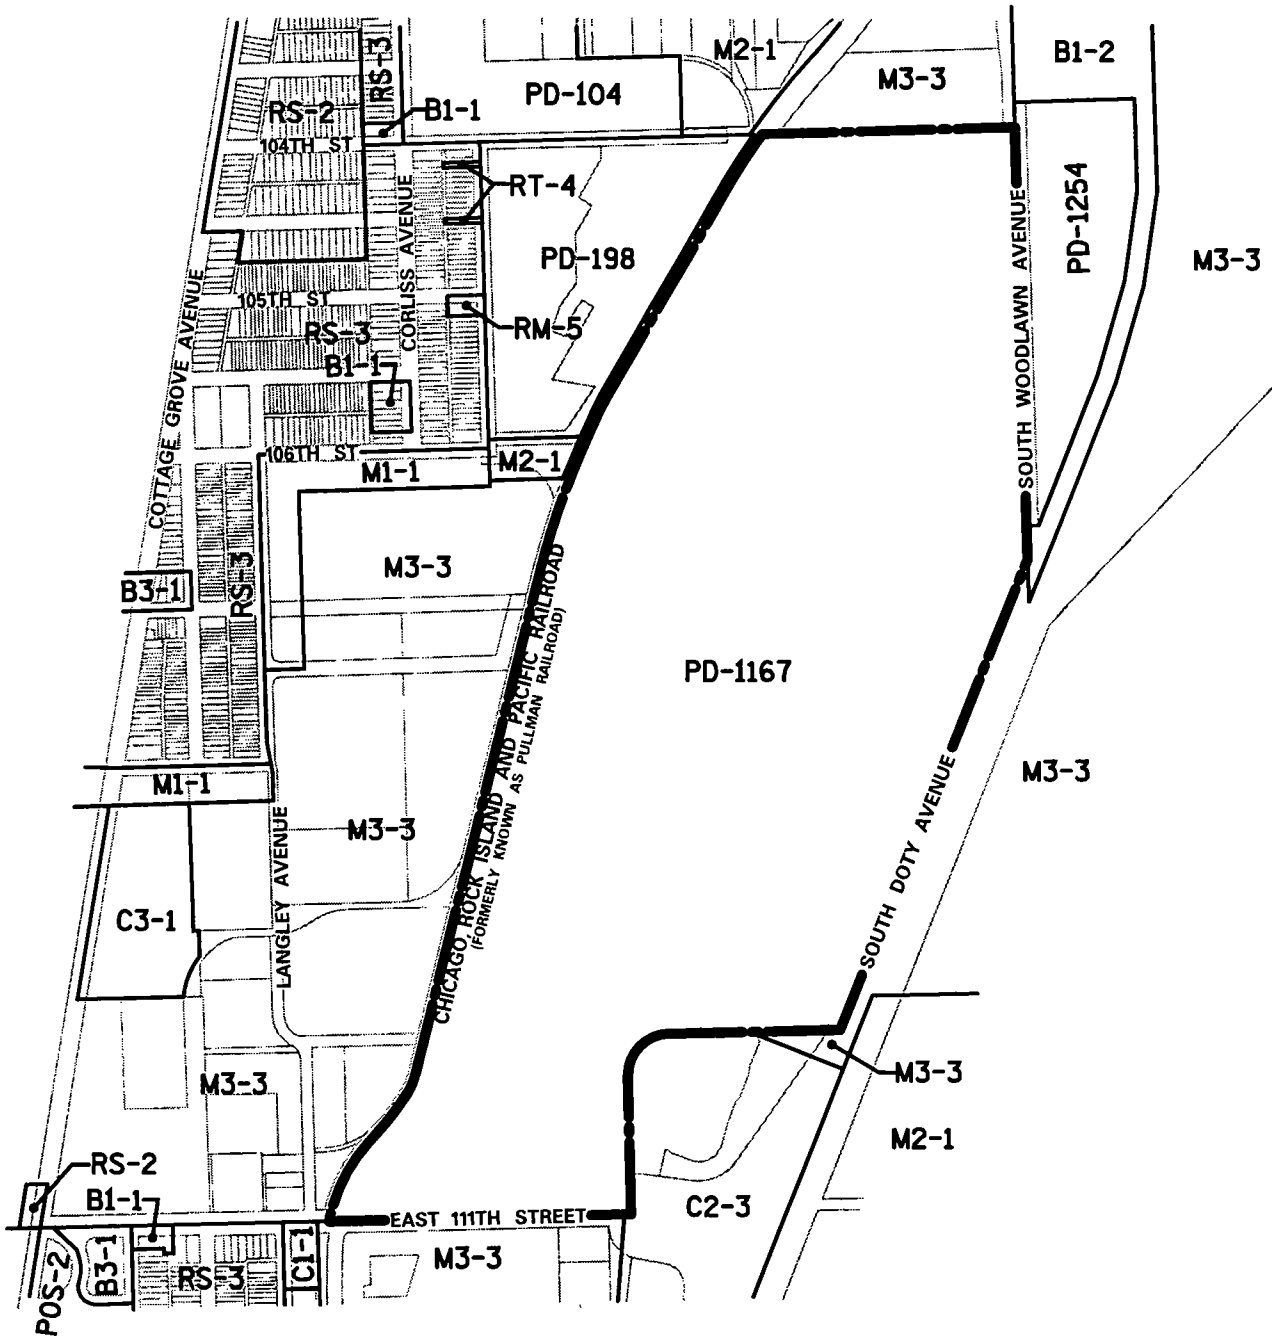 M2-1
B1-2
M3-3
RS-3
PD-104
RS-2
B1-1
104TH ST
RT-4
CORLISS AVENUE
SOUTH WOODLAWN AVENUE
PD-1254
PD-198
M3-3
COTTAGE GROVE AVENUE
105TH ST
RS-3
RM-5
B1-1
106TH ST
M1-1
M2-1
M3-3
RS-3
B3-1
CHICAGO, ROCK ISLAND AND PACIFIC RAILROAD
(FORMERLY KNOWN AS PULLMAN RAILROAD)
PD-1167
M3-3
M1-1
LANGLEY AVENUE
M3-3
SOUTH DOTY AVENUE
C3-1
M3-3
M3-3
M2-1
RS-2
B1-1
EAST 111TH STREET
C2-3
M3-3
POS-2
B3-1
RS-3
C1-1